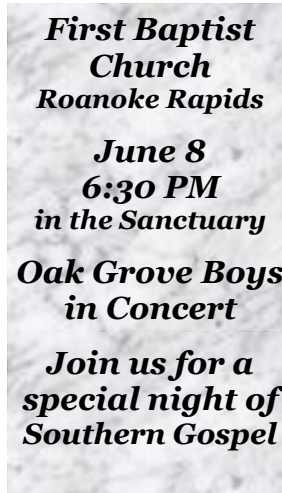 First Baptist
Church
Roanoke Rapids
June 8
6:30 PM
in the Sanctuary
Oak Grove Boys
in Concert
Join us for a
special night of
Southern Gospel